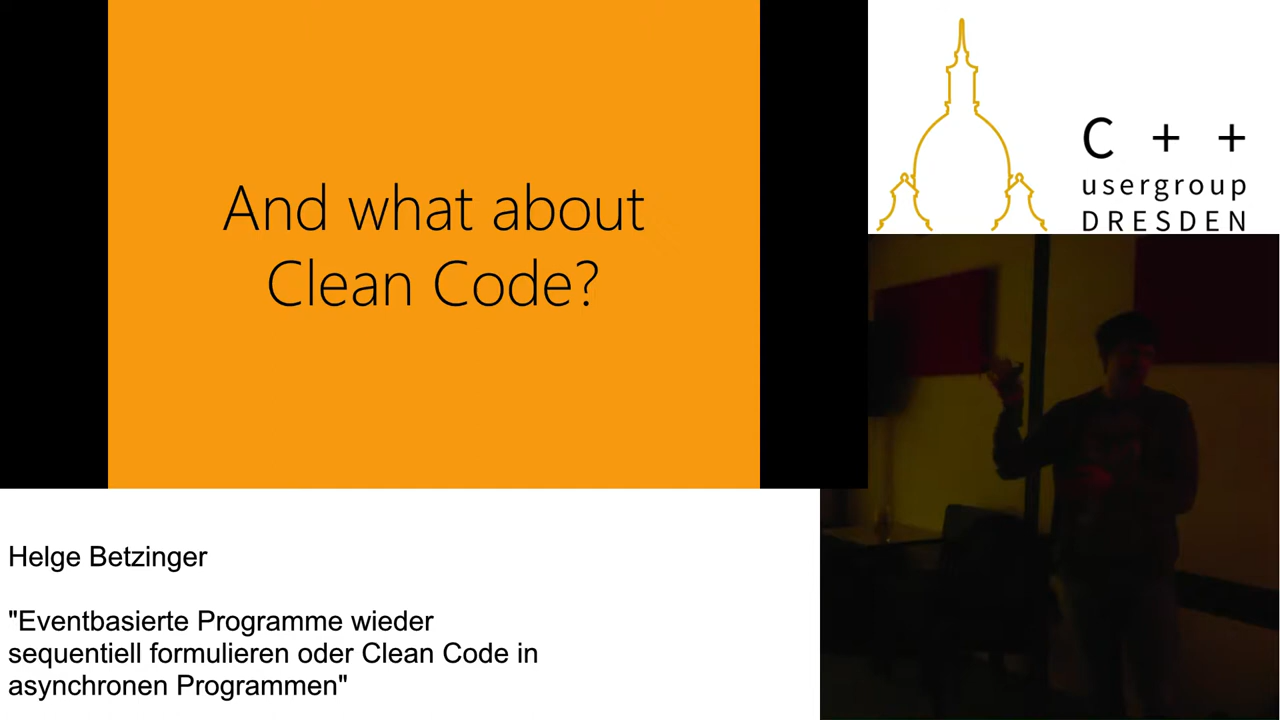 And what about
Clean Code?
C + +
usergroup
DRESDEN
Helge Betzinger
"Eventbasierte Programme wieder
sequentiell formulieren oder Clean Code in
asynchronen Programmen"